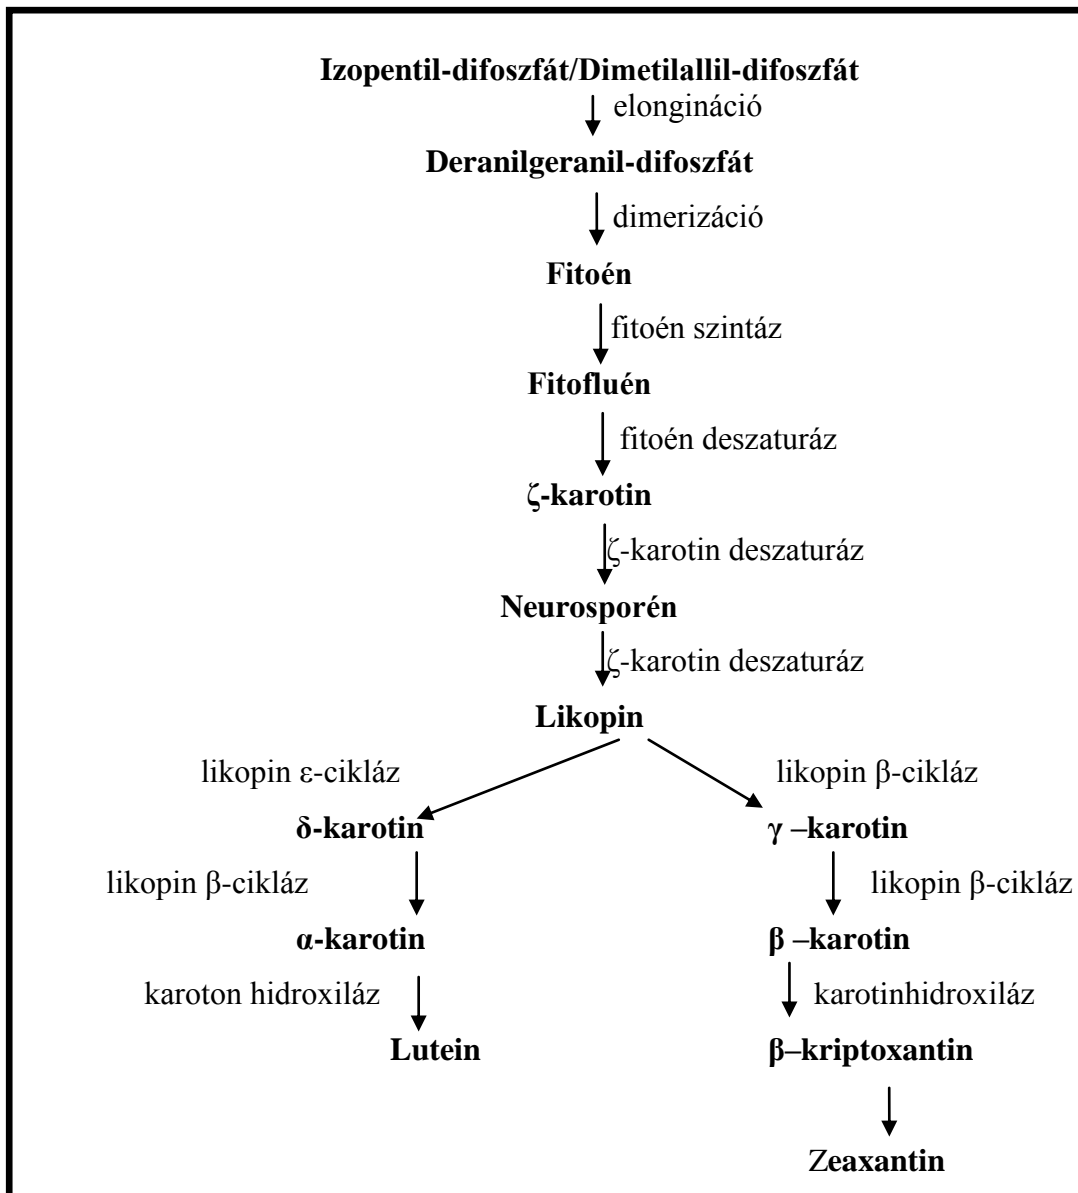 Izopentil-difoszfát/Dimetilallil-difoszfát
elongináció
Deranilgeranil-difoszfát
dimerizáció
Fitoén
fitoén szintáz
Fitofluén
fitoén deszaturáz
ζ-karotin
ζ-karotin deszaturáz
Neurosporén
ζ-karotin deszaturáz
Likopin
likopin ε-cikláz
likopin β-cikláz
δ-karotin
γ –karotin
likopin β-cikláz
likopin β-cikláz
α-karotin
β –karotin
karoton hidroxiláz
karotinhidroxiláz
Lutein
β–kriptoxantin
Zeaxantin